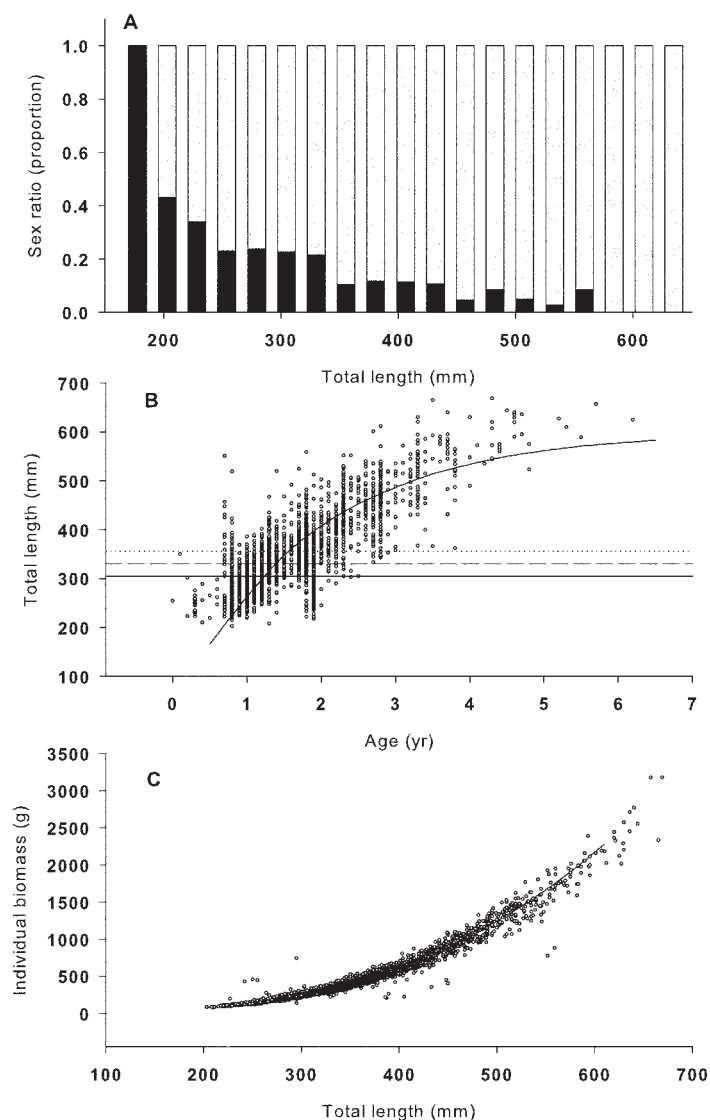 A
Sex ratio (proportion)
1.0
0.8
0.6
0.4
0.2
0.0
200 300 400 500 600
Total length (mm)
B
Total length (mm)
700
600
500
400
300
200
100
0 1 2 3 4 5 6 7
Age (yr)
C
Individual biomass (g)
3500
3000
2500
2000
1500
1000
500
0
100 200 300 400 500 600 700
Total length (mm)